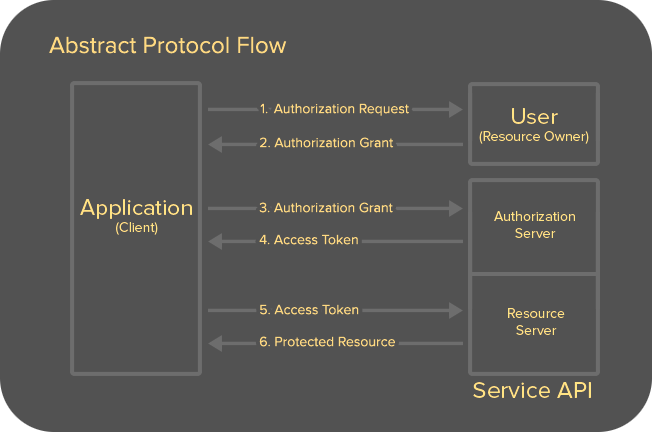 Abstract Protocol Flow
1. Authorization Request
User
(Resource Owner)
2. Authorization Grant
Application
(Client)
3. Authorization Grant
Authorization
Server
4. Access Token
5. Access Token
Resource
Server
6. Protected Resource
Service API